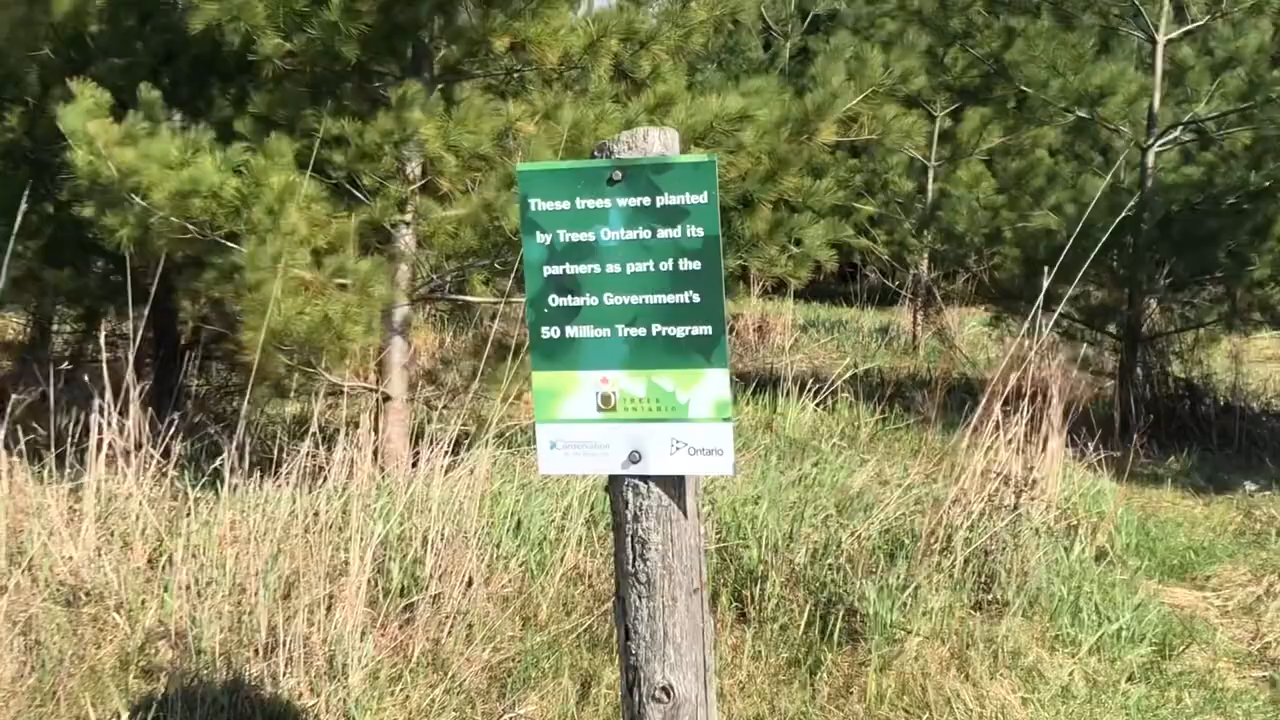 These trees were planted
by Trees Ontario and its
partners as part of the
Ontario Government's
50 Million Tree Program
TREES
ONTARIO
Conservation
Ontario